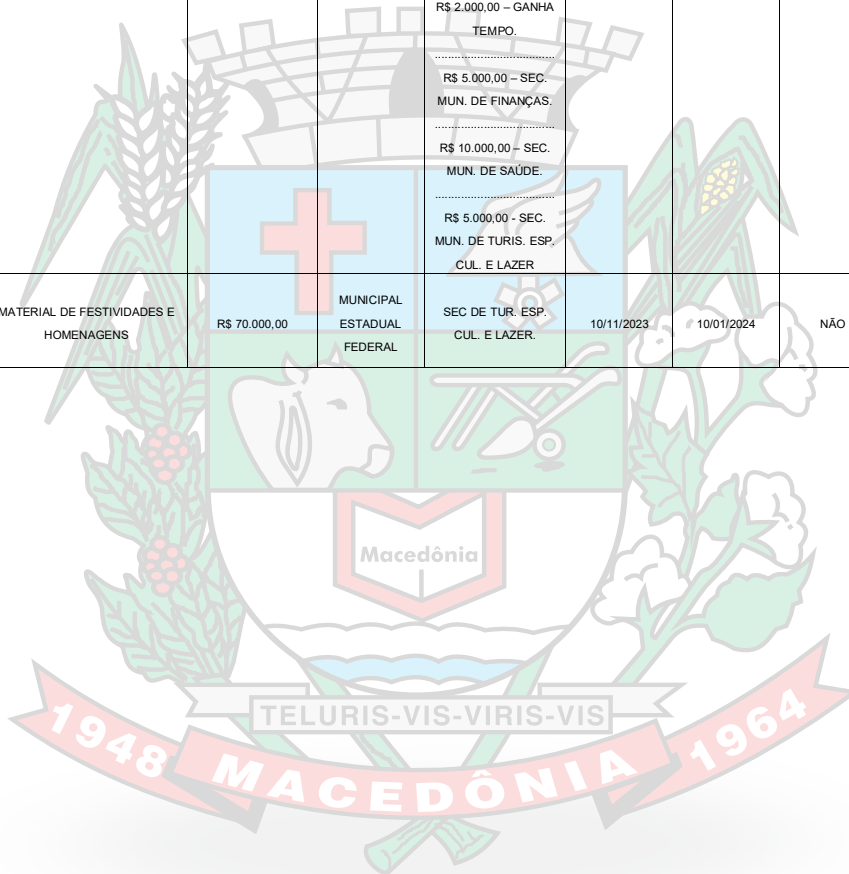 R$ 2.000,00 – GANHA
TEMPO.
....................................
R$ 5.000,00 – SEC.
MUN. DE FINANÇAS.
....................................
R$ 10.000,00 – SEC.
MUN. DE SAÚDE.
....................................
R$ 5.000,00 - SEC.
MUN. DE TURIS. ESP.
CUL. E LAZER
MATERIAL DE FESTIVIDADES E
HOMENAGENS
R$ 70.000,00
MUNICIPAL
ESTADUAL
FEDERAL
SEC DE TUR. ESP.
CUL. E LAZER.
10/11/2023
10/01/2024
NÃO
Macedônia
TELURIS-VIS-VIRIS-VIS
1948
MACEDÔNIA
1964